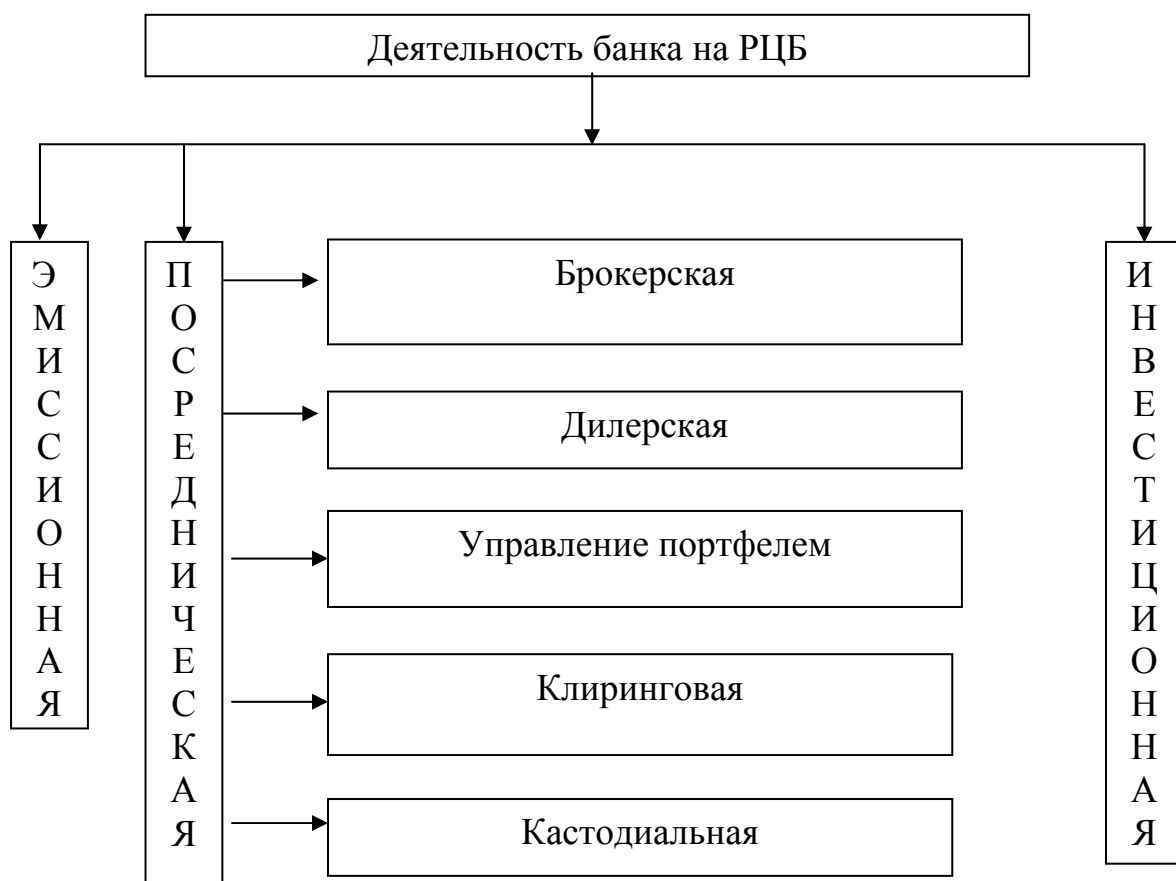 Деятельность банка на РЦБ
ЭМИССИОННАЯ
ПОСРЕДНИЧЕСКАЯ
Брокерская
Дилерская
Управление портфелем
Клиринговая
Кастодиальная
ИНВЕСТИЦИОННАЯ